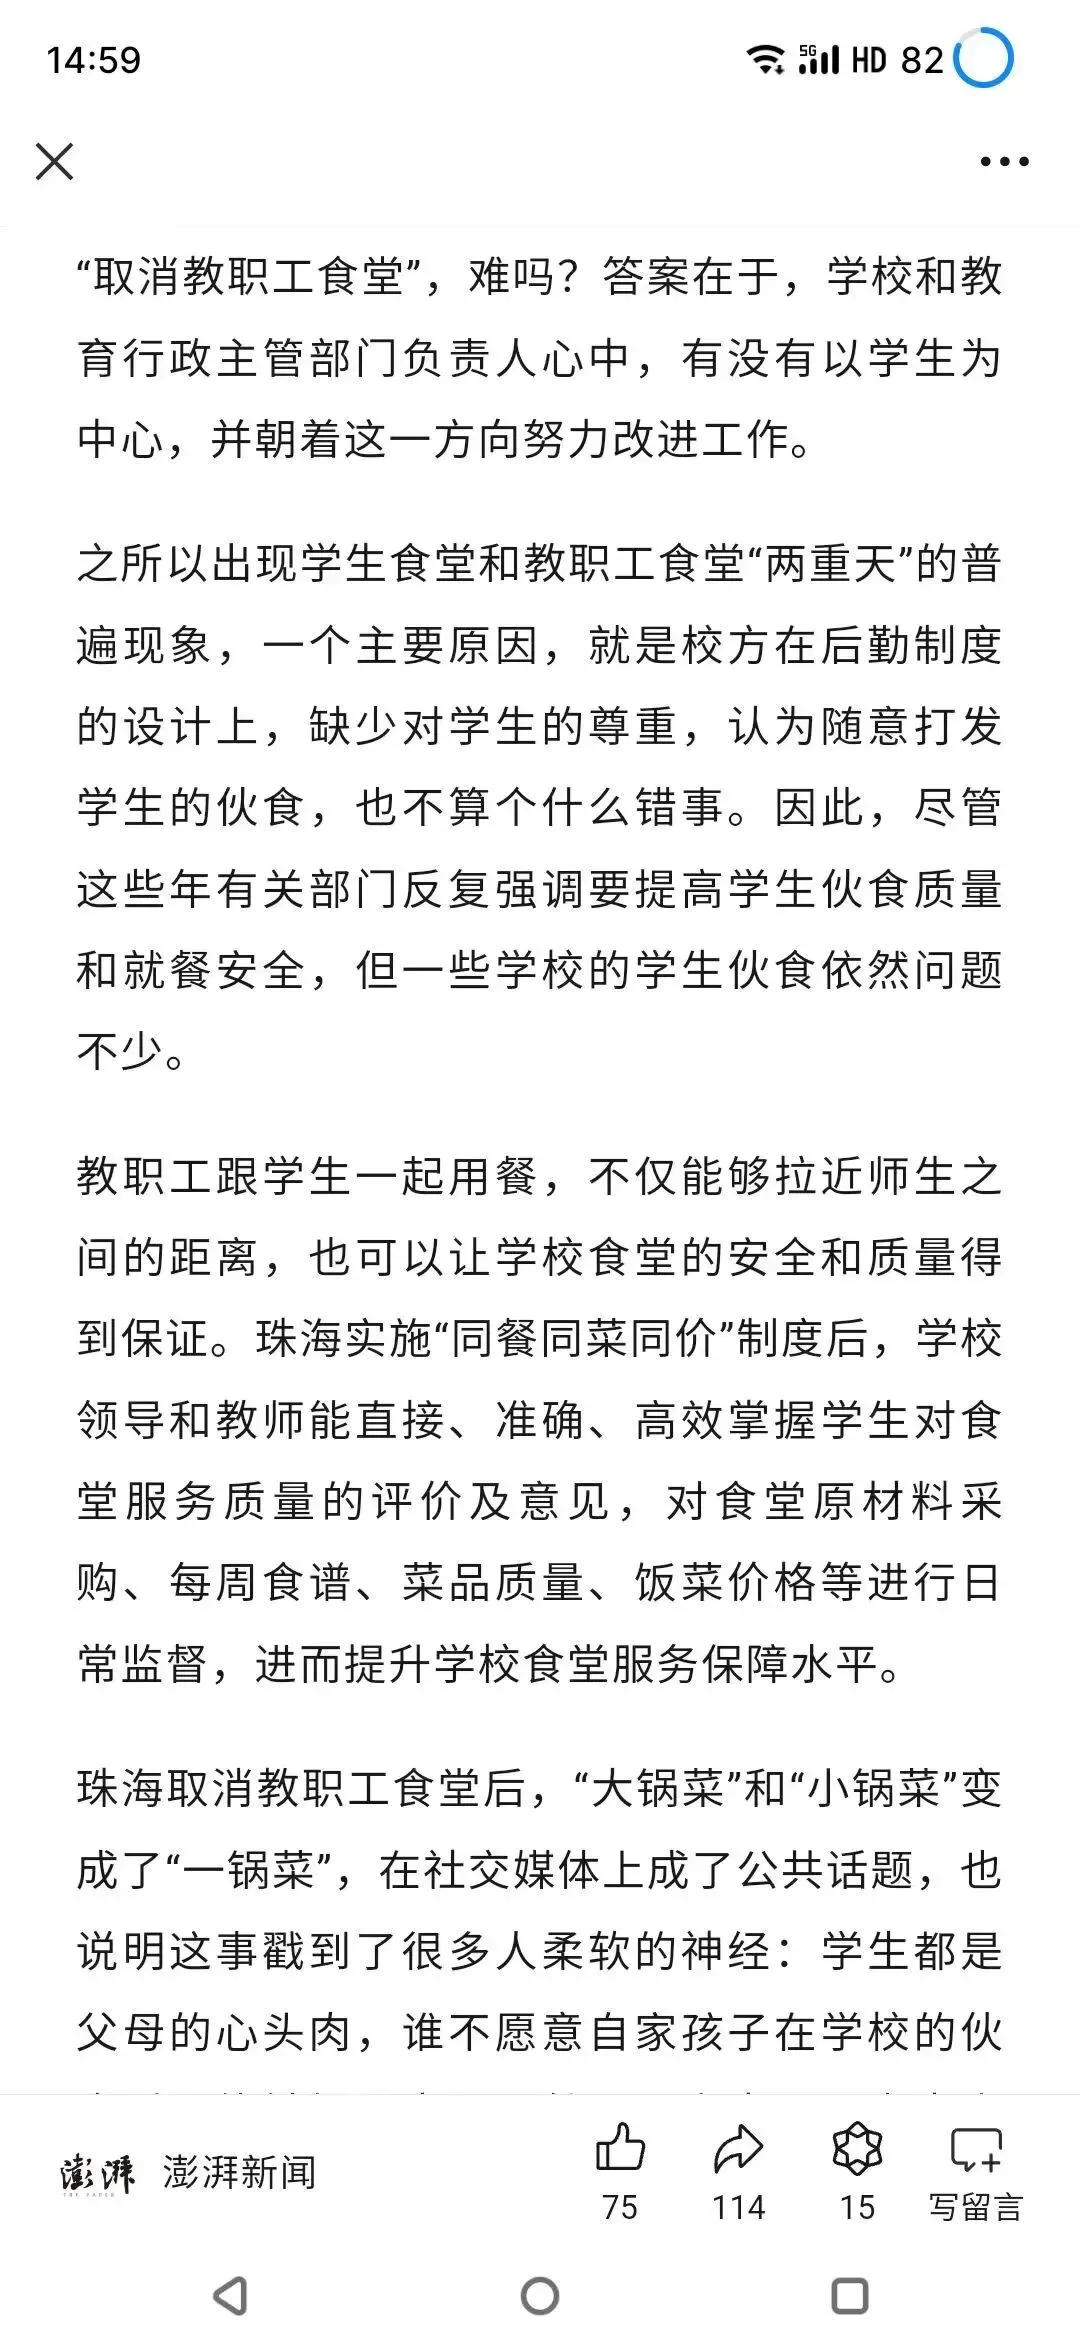 14:59
5G HD 82
“取消教职工食堂”，难吗？答案在于，学校和教
育行政主管部门负责人心中，有没有以学生为
中心，并朝着这一方向努力改进工作。
之所以出现学生食堂和教职工食堂“两重天”的普
遍现象，一个主要原因，就是校方在后勤制度
的设计上，缺少对学生的尊重，认为随意打发
学生的伙食，也不算个什么错事。因此，尽管
这些年有关部门反复强调要提高学生伙食质量
和就餐安全，但一些学校的学生伙食依然问题
不少。
教职工跟学生一起用餐，不仅能够拉近师生之
间的距离，也可以让学校食堂的安全和质量得
到保证。珠海实施“同餐同菜同价”制度后，学校
领导和教师能直接、准确、高效掌握学生对食
堂服务质量的评价及意见，对食堂原材料采
购、每周食谱、菜品质量、饭菜价格等进行日
常监督，进而提升学校食堂服务保障水平。
珠海取消教职工食堂后，“大锅菜”和“小锅菜”变
成了“一锅菜”，在社交媒体上成了公共话题，也
说明这事戳到了很多人柔软的神经：学生都是
父母的心头肉，谁不愿意自家孩子在学校的伙
澎湃 澎湃新闻
75 114 15 写留言